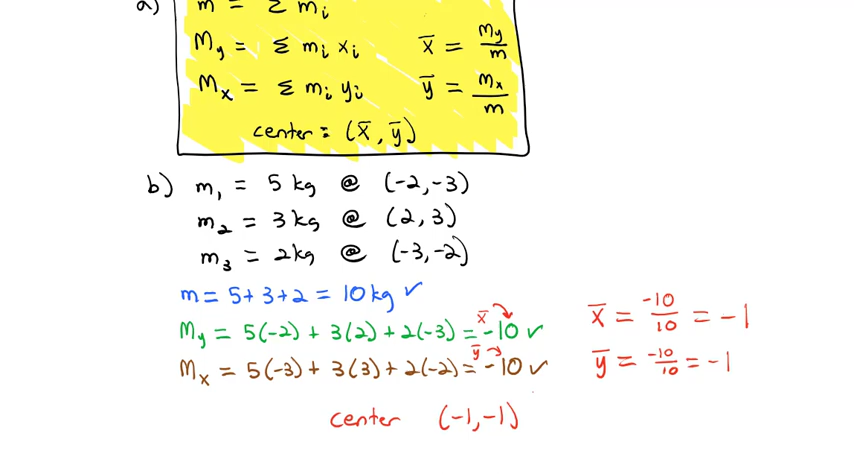 a) m = Σ mi
My = Σ mi xi x̄ = My/m
Mx = Σ mi yi ȳ = Mx/m
center = (x̄, ȳ)
b) m1 = 5 kg @ (-2,-3)
m2 = 3 kg @ (2, 3)
m3 = 2 kg @ (-3,-2)
m = 5 + 3 + 2 = 10 kg ✓
x̄
My = 5(-2) + 3(2) + 2(-3) = -10 ✓
ȳ
Mx = 5(-3) + 3(3) + 2(-2) = -10 ✓
x̄ = -10/10 = -1
ȳ = -10/10 = -1
center (-1,-1)